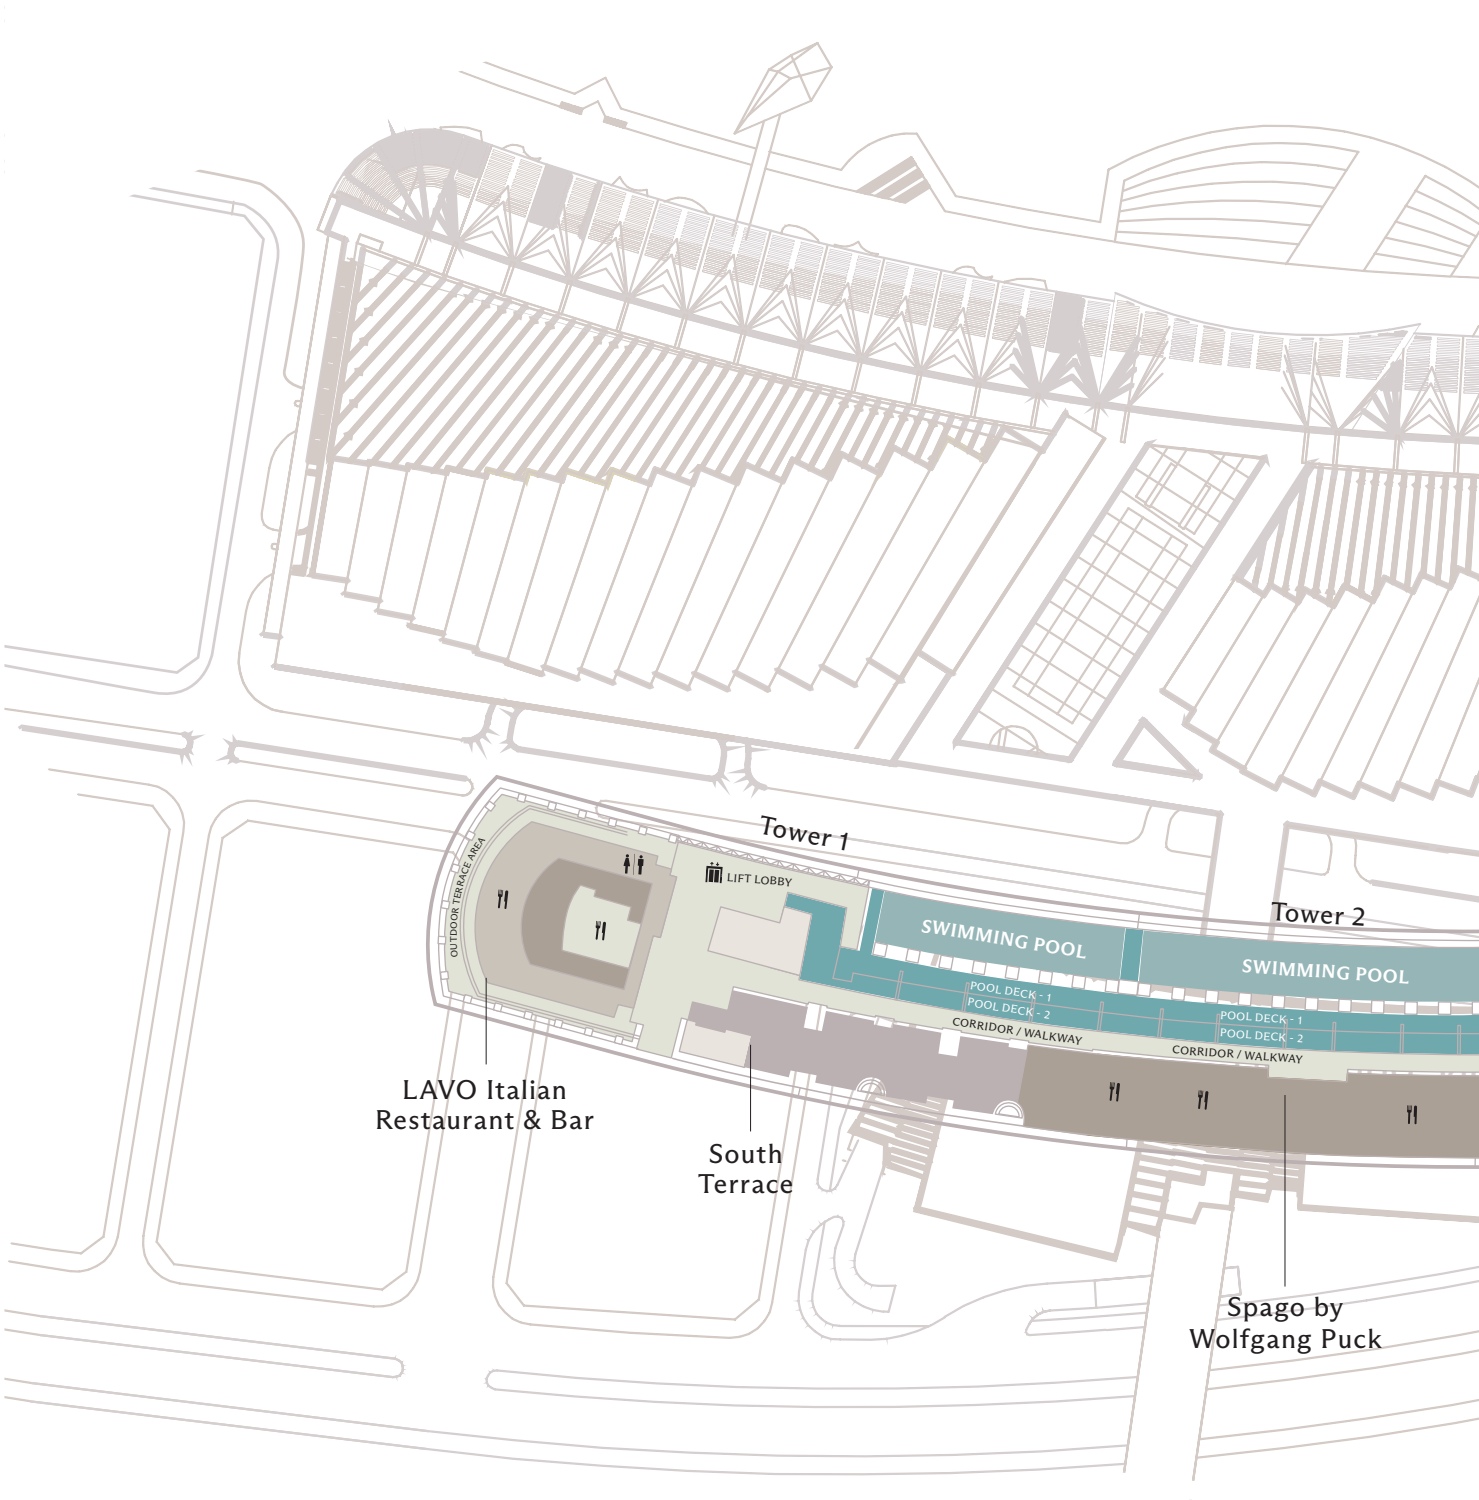 Tower 1
LIFT LOBBY
OUTDOOR TERRACE AREA
Tower 2
SWIMMING POOL
SWIMMING POOL
POOL DECK - 1
POOL DECK - 2
POOL DECK - 1
POOL DECK - 2
CORRIDOR / WALKWAY
CORRIDOR / WALKWAY
LAVO Italian
Restaurant & Bar
South
Terrace
Spago by
Wolfgang Puck